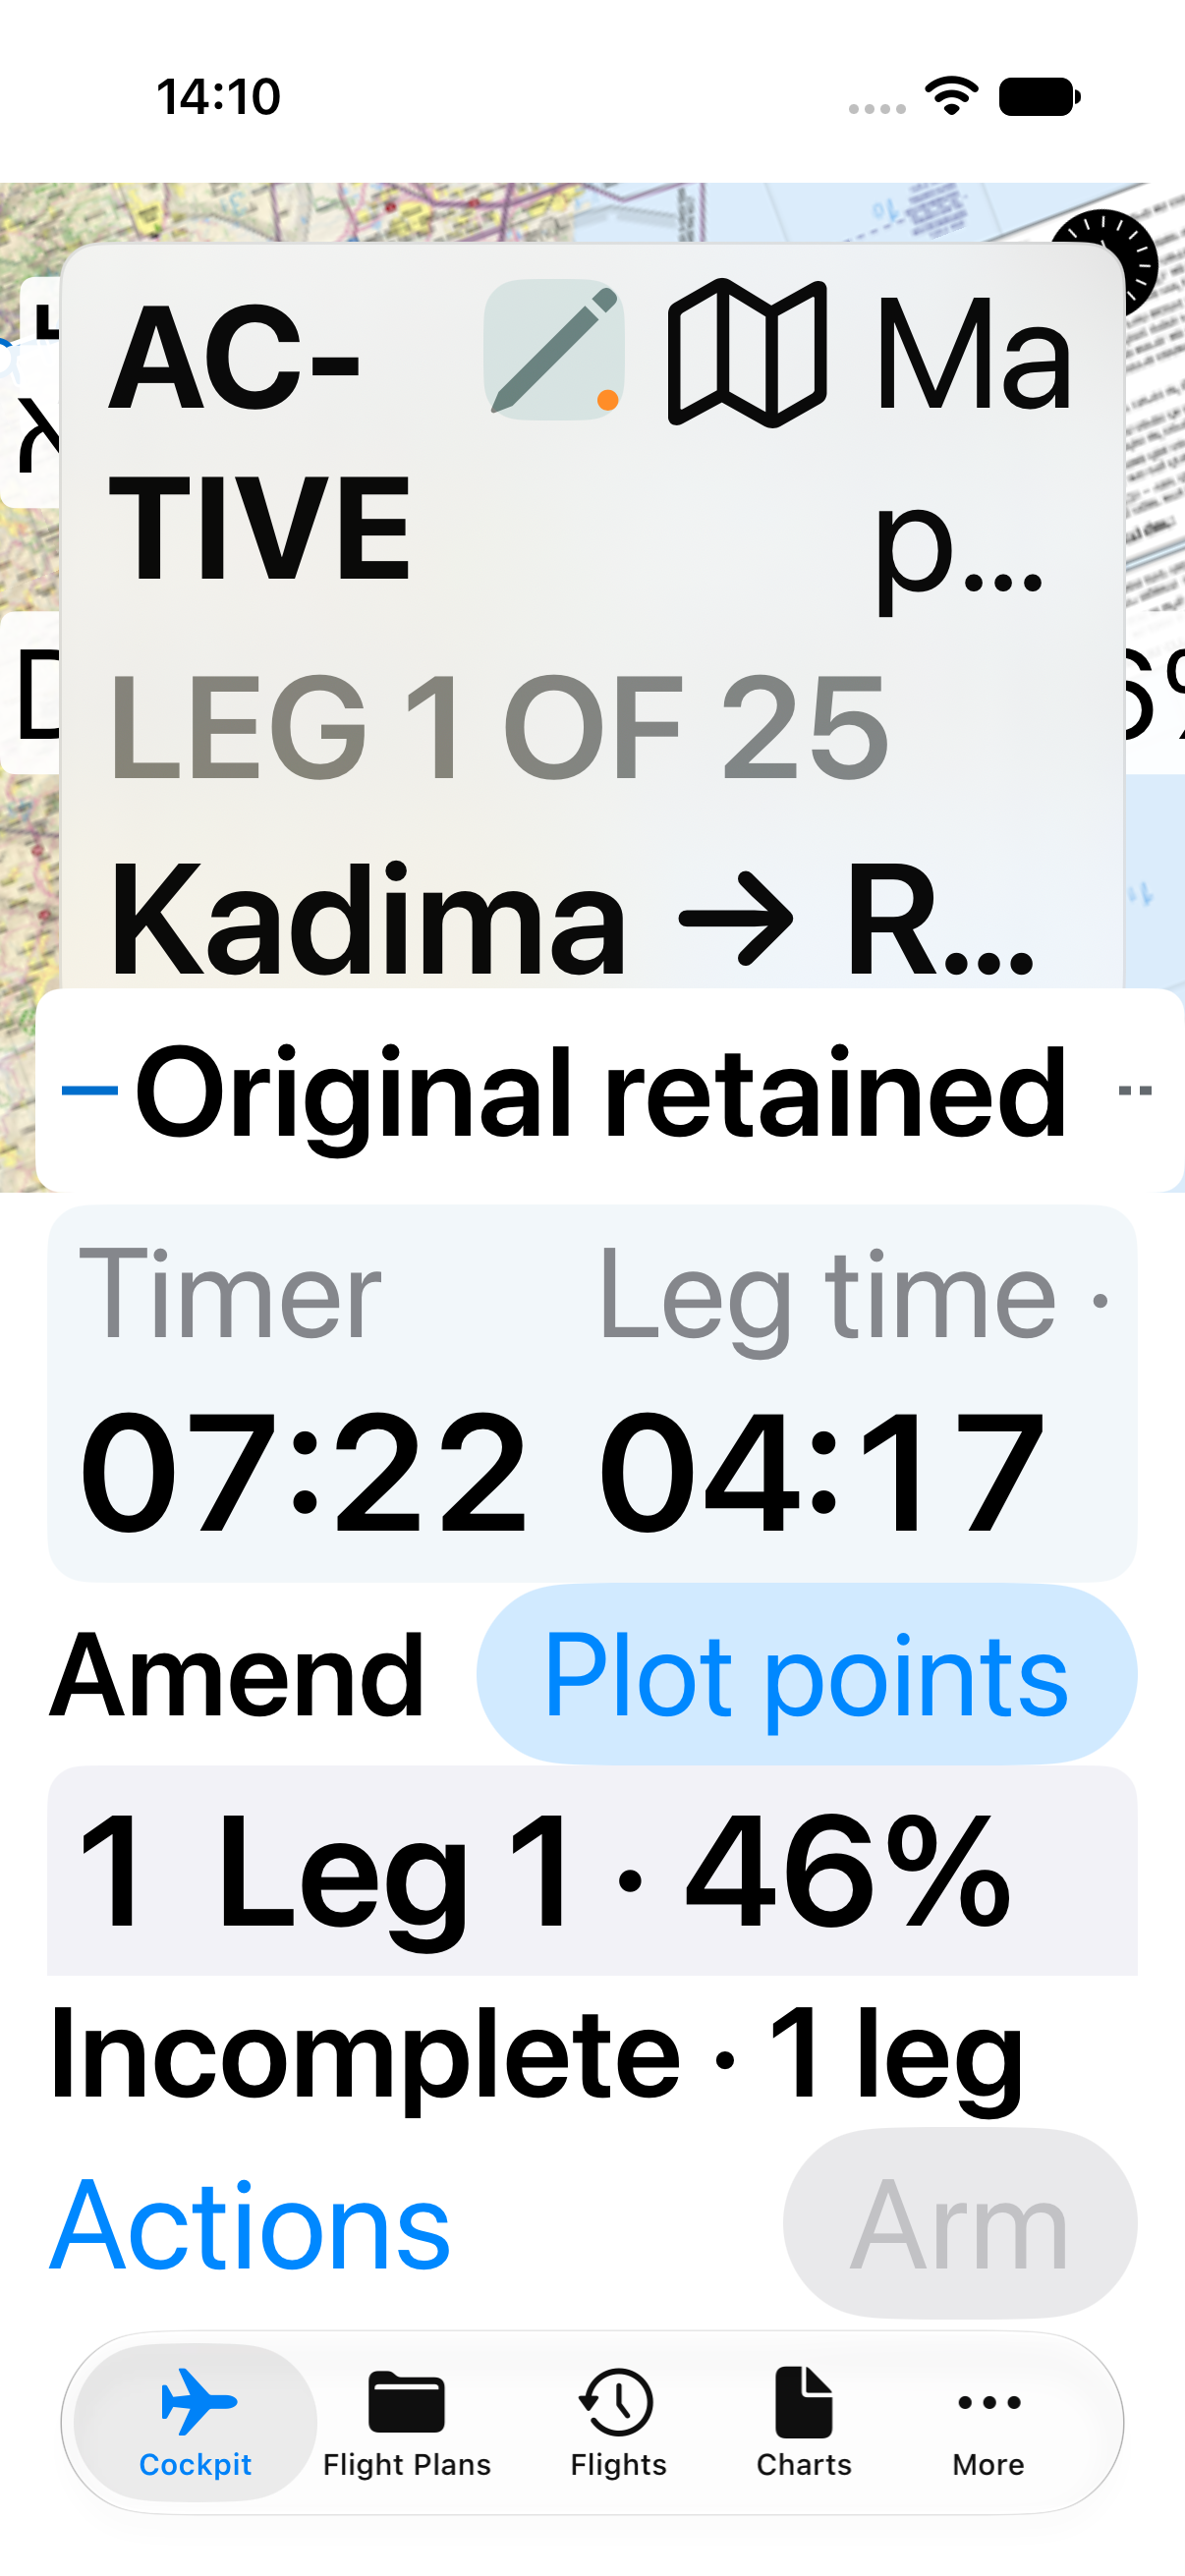 14:10
AC-
TIVE
Ma
p...
LEG 1 OF 25
Kadima → R...
Original retained
Timer
Leg time ·
07:22
04:17
Amend
Plot points
1 Leg 1 · 46%
Incomplete · 1 leg
Actions
Arm
Cockpit
Flight Plans
Flights
Charts
More